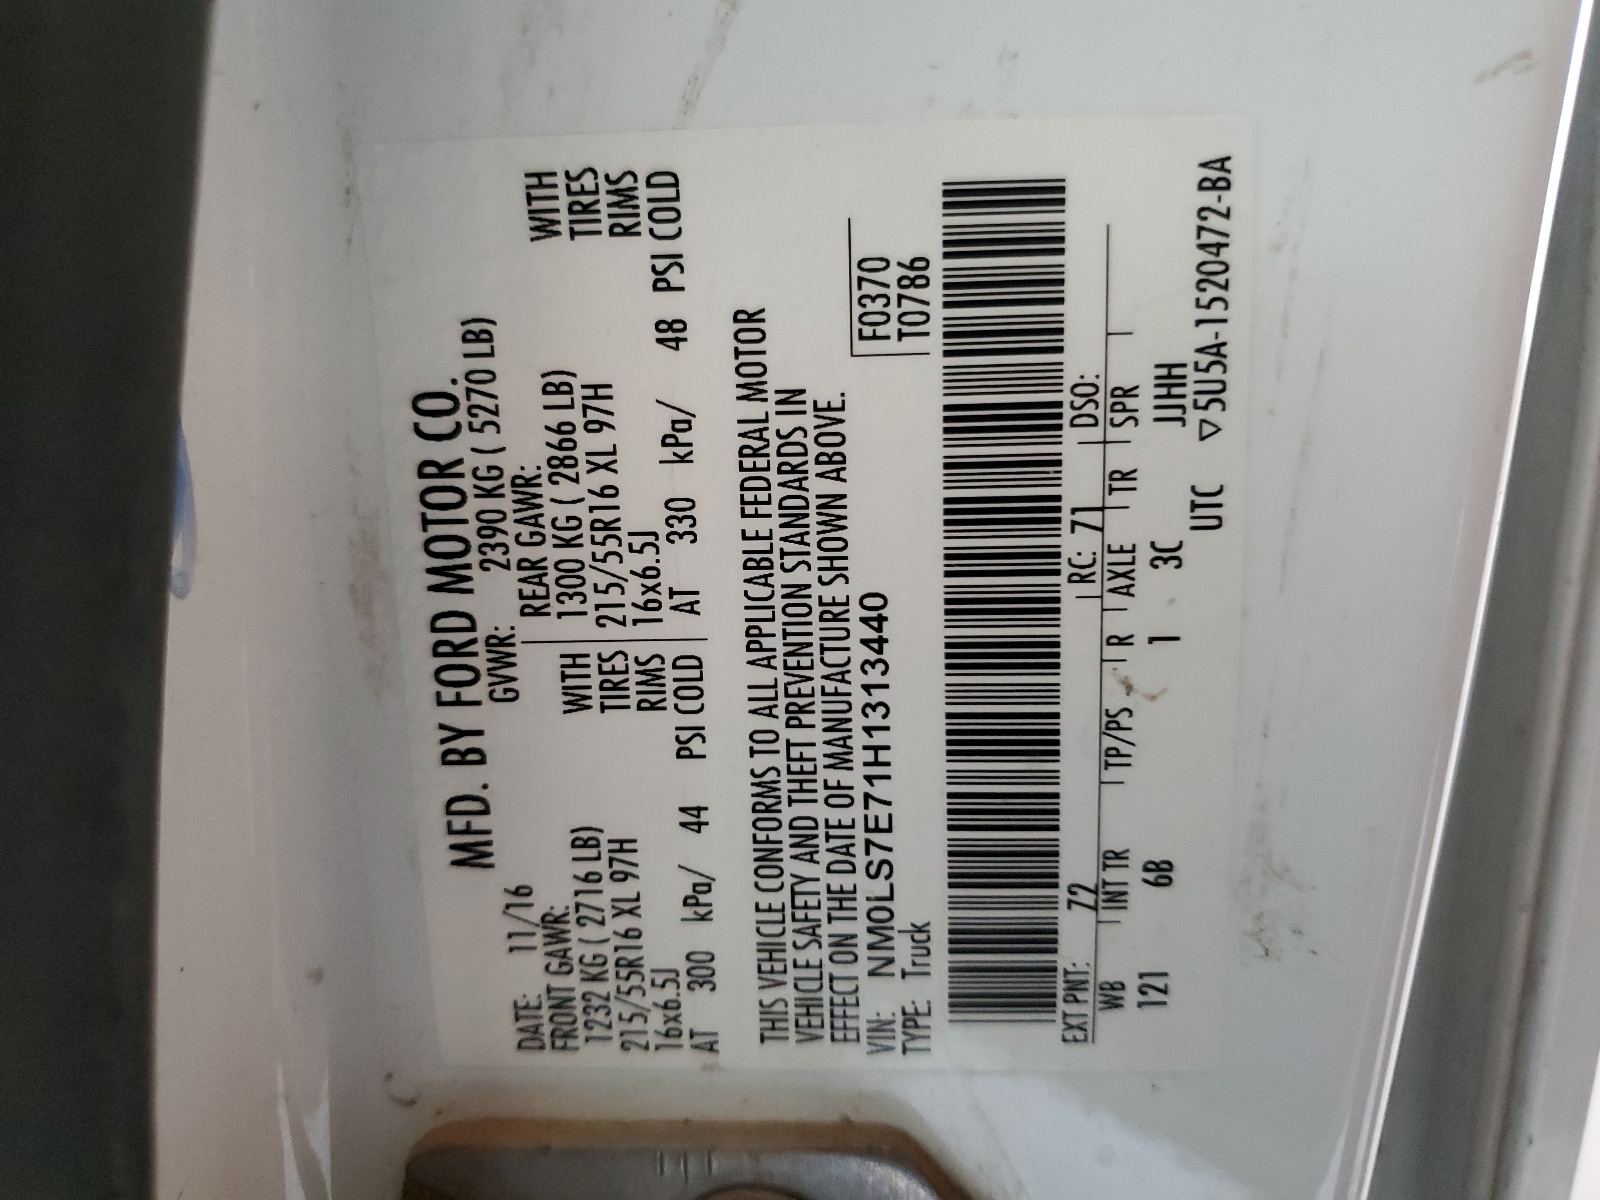 MFD. BY FORD MOTOR CO.
DATE: 11/16 GVWR: 2390 KG ( 5270 LB)
FRONT GAWR: REAR GAWR:
1232 KG ( 2716 LB) WITH 1300 KG ( 2866 LB) WITH
215/55R16 XL 97H TIRES 215/55R16 XL 97H TIRES
16x6.5J RIMS 16x6.5J RIMS
AT 300 kPa/ 44 PSI COLD AT 330 kPa/ 48 PSI COLD
THIS VEHICLE CONFORMS TO ALL APPLICABLE FEDERAL MOTOR
VEHICLE SAFETY AND THEFT PREVENTION STANDARDS IN
EFFECT ON THE DATE OF MANUFACTURE SHOWN ABOVE.
VIN: NM0LS7E71H1313440 F0370
TYPE: Truck T0786
EXT PNT: Z2 RC: 71 DSO:
WB INT TR TP/PS R AXLE TR SPR
121 6B 1 3C JJHH
UTC ▽ 5U5A-1520472-BA